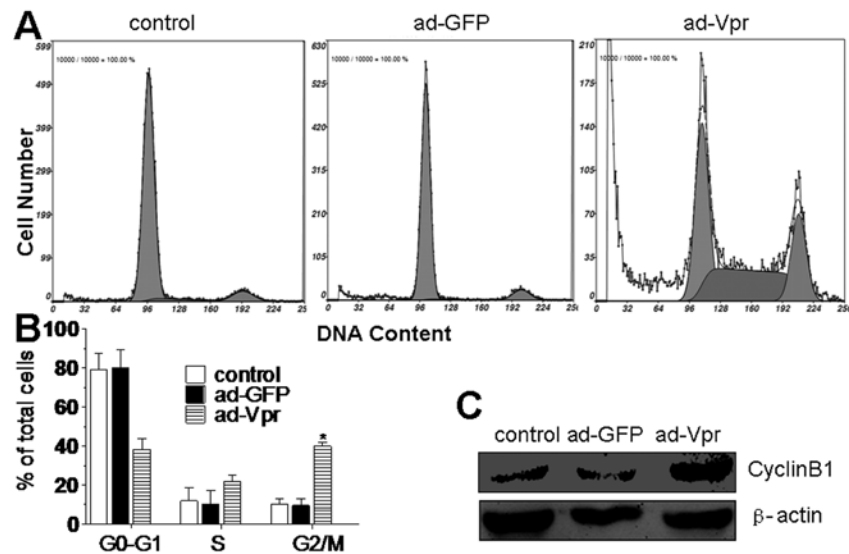 A
control
ad-GFP
ad-Vpr
10000 / 10000 = 100.00 %
10000 / 10000 = 100.00 %
10000 / 10000 = 100.00 %
Cell Number
599
499
399
299
199
99
0
0 32 64 96 128 160 192 224 256
630
525
420
315
210
105
0
0 32 64 96 128 160 192 224 256
210
175
140
105
70
35
0
0 32 64 96 128 160 192 224 256
DNA Content
B
% of total cells
100
80
60
40
20
0
control
ad-GFP
ad-Vpr
*
G0-G1 S G2/M
C
control ad-GFP ad-Vpr
CyclinB1
β-actin